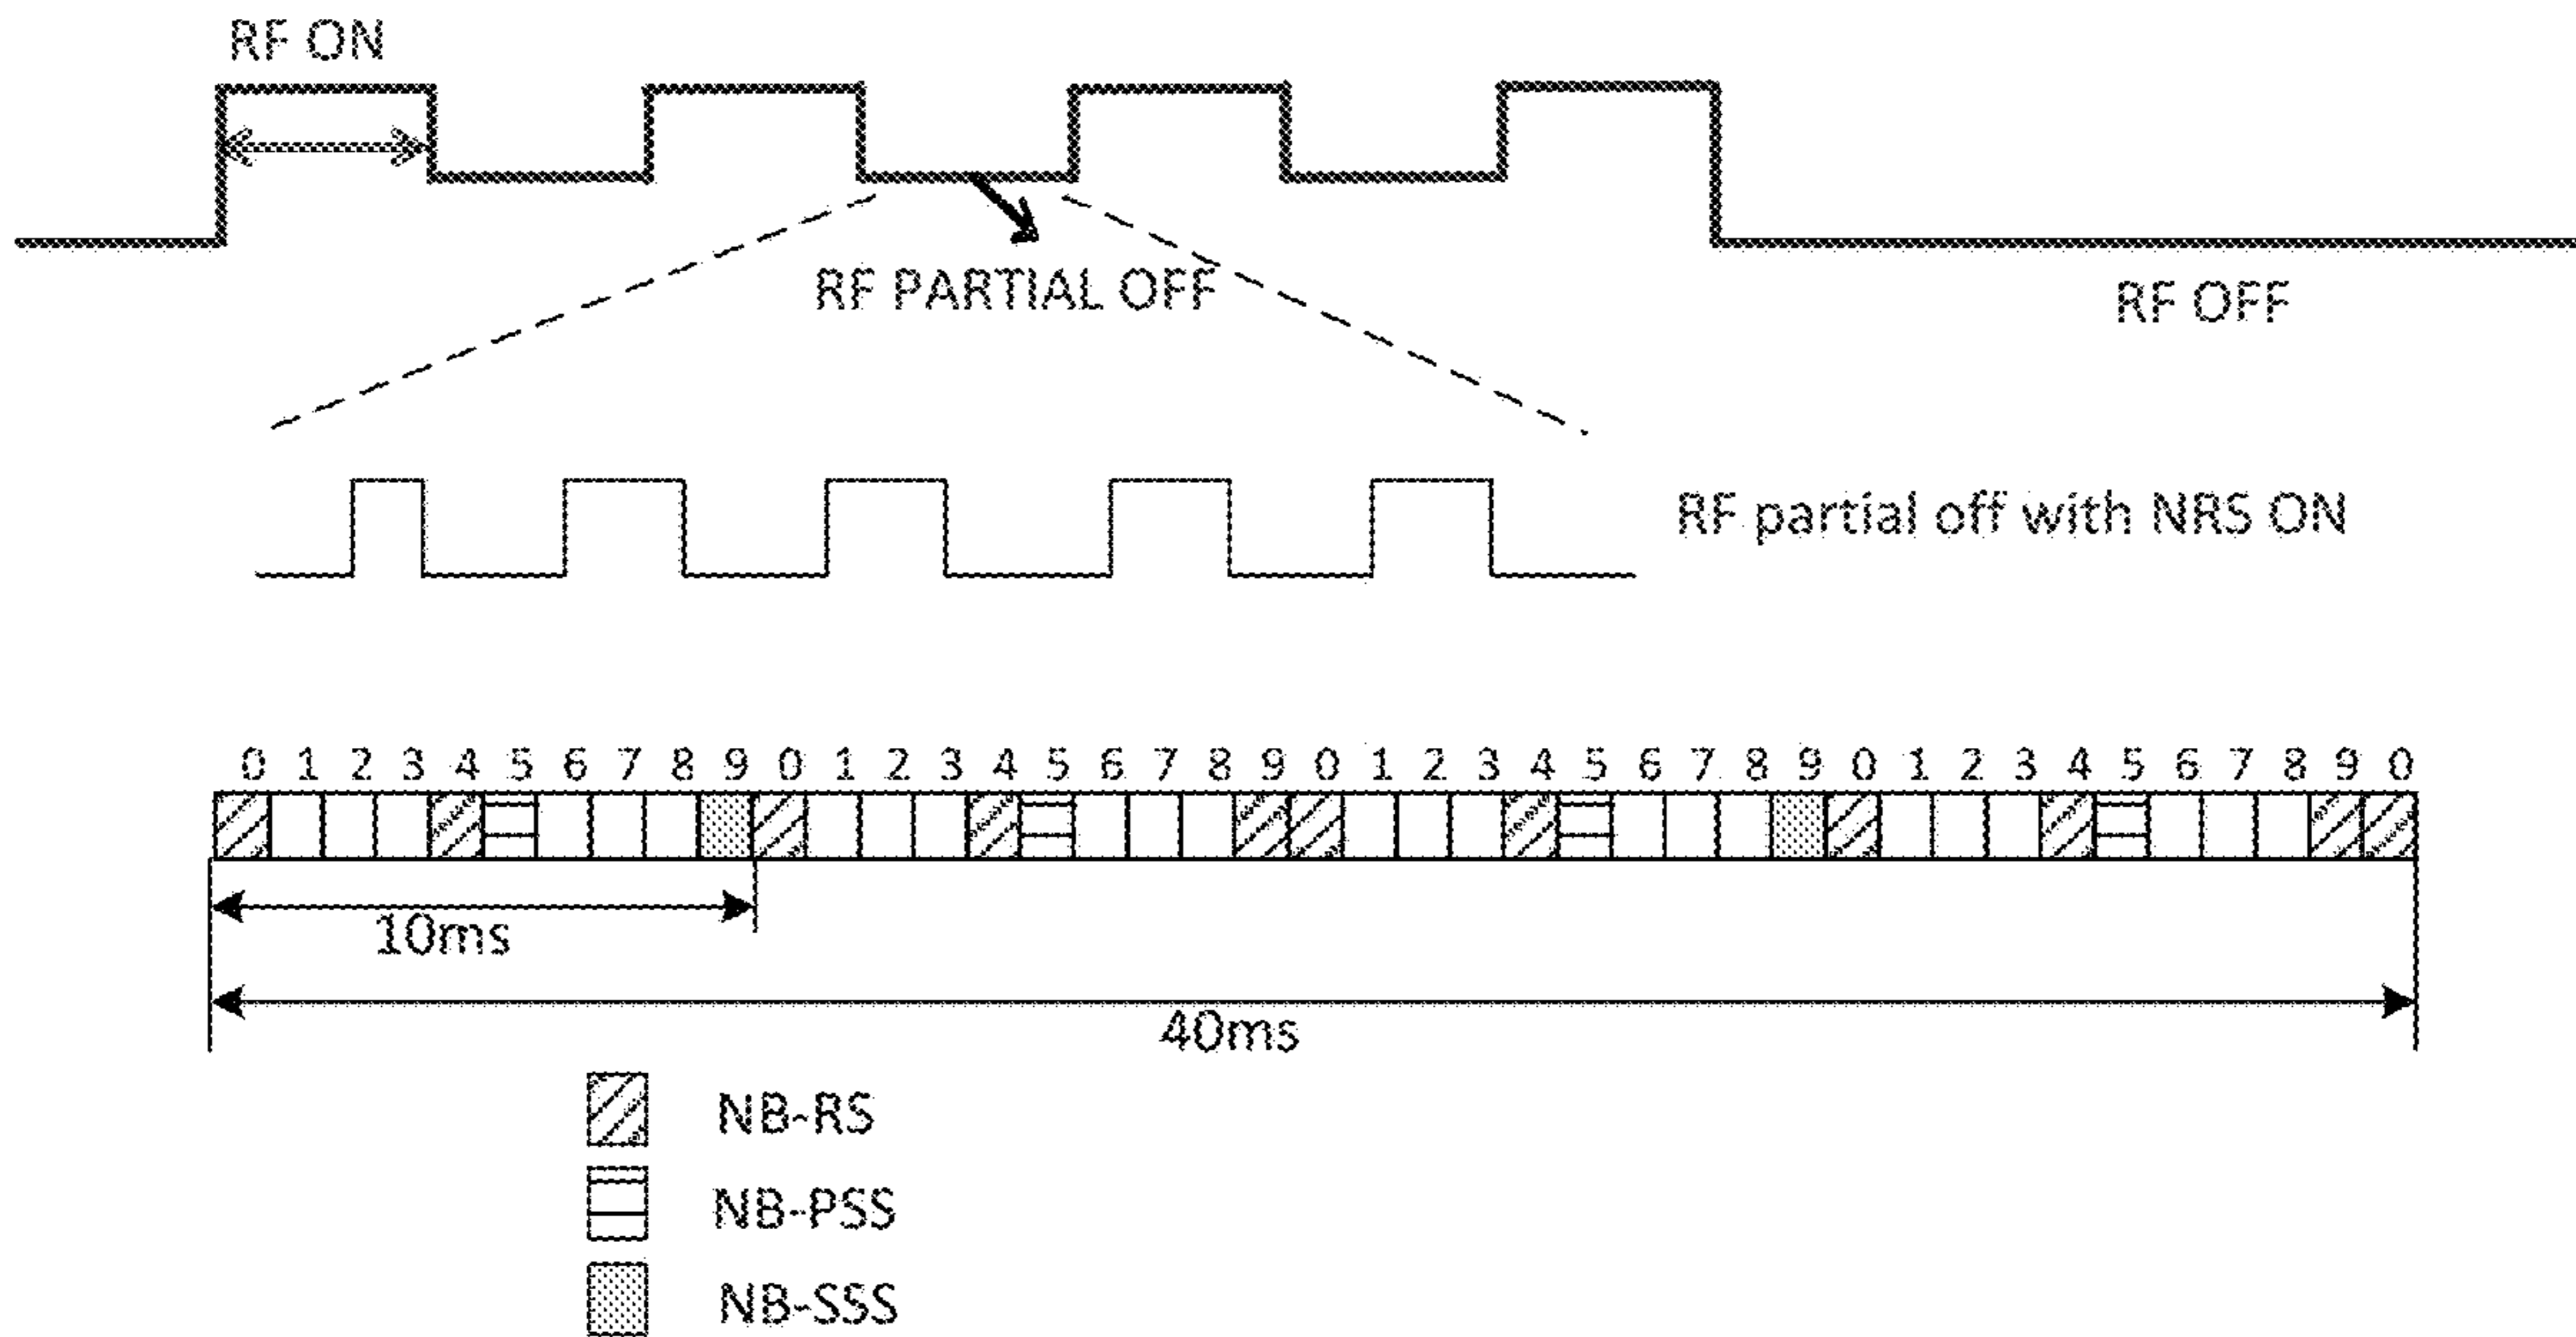 RF ON
RF PARTIAL OFF
RF OFF
RF partial off with NRS ON
0 1 2 3 4 5 6 7 8 9 0 1 2 3 4 5 6 7 8 9 0 1 2 3 4 5 6 7 8 9 0 1 2 3 4 5 6 7 8 9 0
10ms
40ms
NB-RS
NB-PSS
NB-SSS